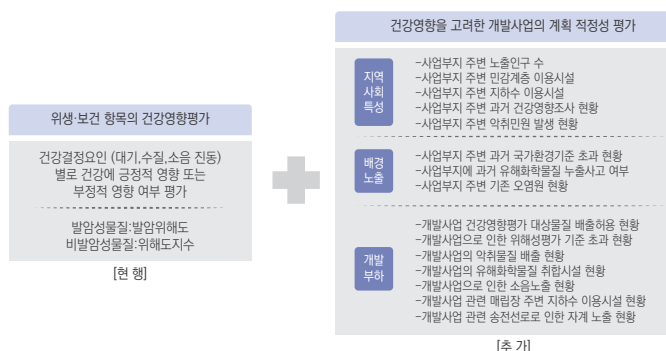 위생·보건 항목의 건강영향평가
건강결정요인 (대기,수질,소음 진동)
별로 건강에 긍정적 영향 또는
부정적 영향 여부 평가
발암성물질:발암위해도
비발암성물질:위해도지수
[현 행]
건강영향을 고려한 개발사업의 계획 적정성 평가
지역
사회
특성
-사업부지 주변 노출인구 수
-사업부지 주변 민감계층 이용시설
-사업부지 주변 지하수 이용시설
-사업부지 주변 과거 건강영향조사 현황
-사업부지 주변 악취민원 발생 현황
배경
노출
-사업부지 주변 과거 국가환경기준 초과 현황
-사업부지에 과거 유해화학물질 누출사고 여부
-사업부지 주변 기존 오염원 현황
개발
부하
-개발사업 건강영향평가 대상물질 배출허용 현황
-개발사업으로 인한 위해성평가 기준 초과 현황
-개발사업의 악취물질 배출 현황
-개발사업의 유해화학물질 취합시설 현황
-개발사업으로 인한 소음노출 현황
-개발사업 관련 매립장 주변 지하수 이용시설 현황
-개발사업 관련 송전선로로 인한 자계 노출 현황
[추 가]